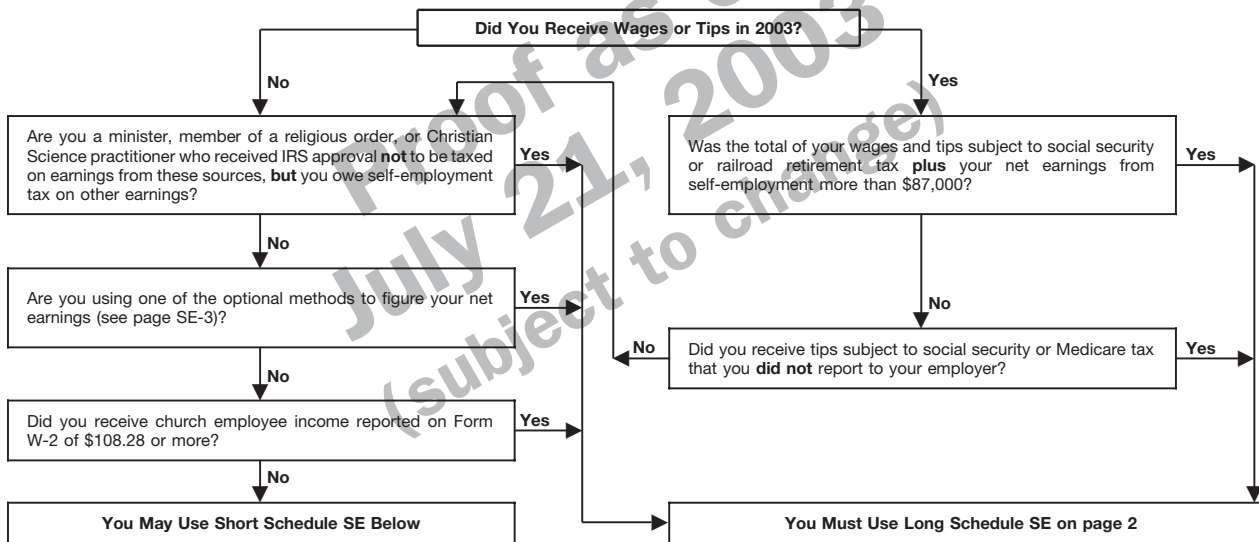 Did You Receive Wages or Tips in 2003?
No
Yes
Are you a minister, member of a religious order, or Christian
Science practitioner who received IRS approval not to be taxed
on earnings from these sources, but you owe self-employment
tax on other earnings?
Yes
Was the total of your wages and tips subject to social security
or railroad retirement tax plus your net earnings from
self-employment more than $87,000?
Yes
No
No
Are you using one of the optional methods to figure your net
earnings (see page SE-3)?
Yes
No
Did you receive tips subject to social security or Medicare tax
that you did not report to your employer?
Yes
No
Did you receive church employee income reported on Form
W-2 of $108.28 or more?
Yes
No
You May Use Short Schedule SE Below
You Must Use Long Schedule SE on page 2
Proof as
July 21, 2003
(subject to change)